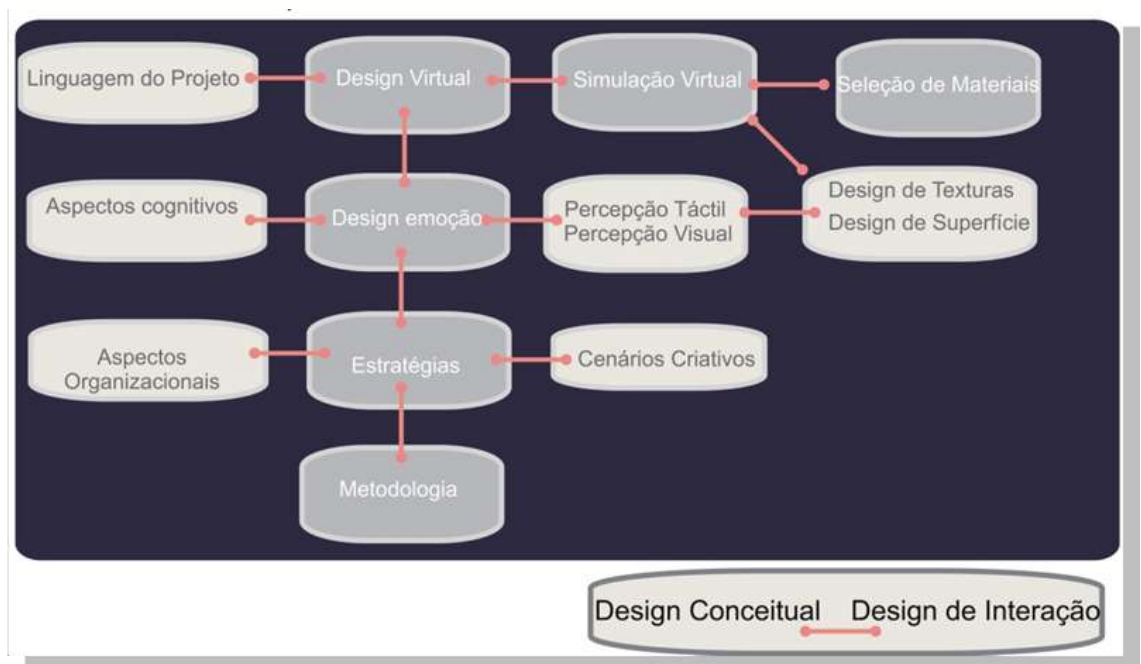 Linguagem do Projeto
Design Virtual
Simulação Virtual
Seleção de Materiais
Aspectos cognitivos
Design emoção
Percepção Táctil
Percepção Visual
Design de Texturas
Design de Superfície
Aspectos
Organizacionais
Estratégias
Cenários Criativos
Metodologia
Design Conceitual
Design de Interação